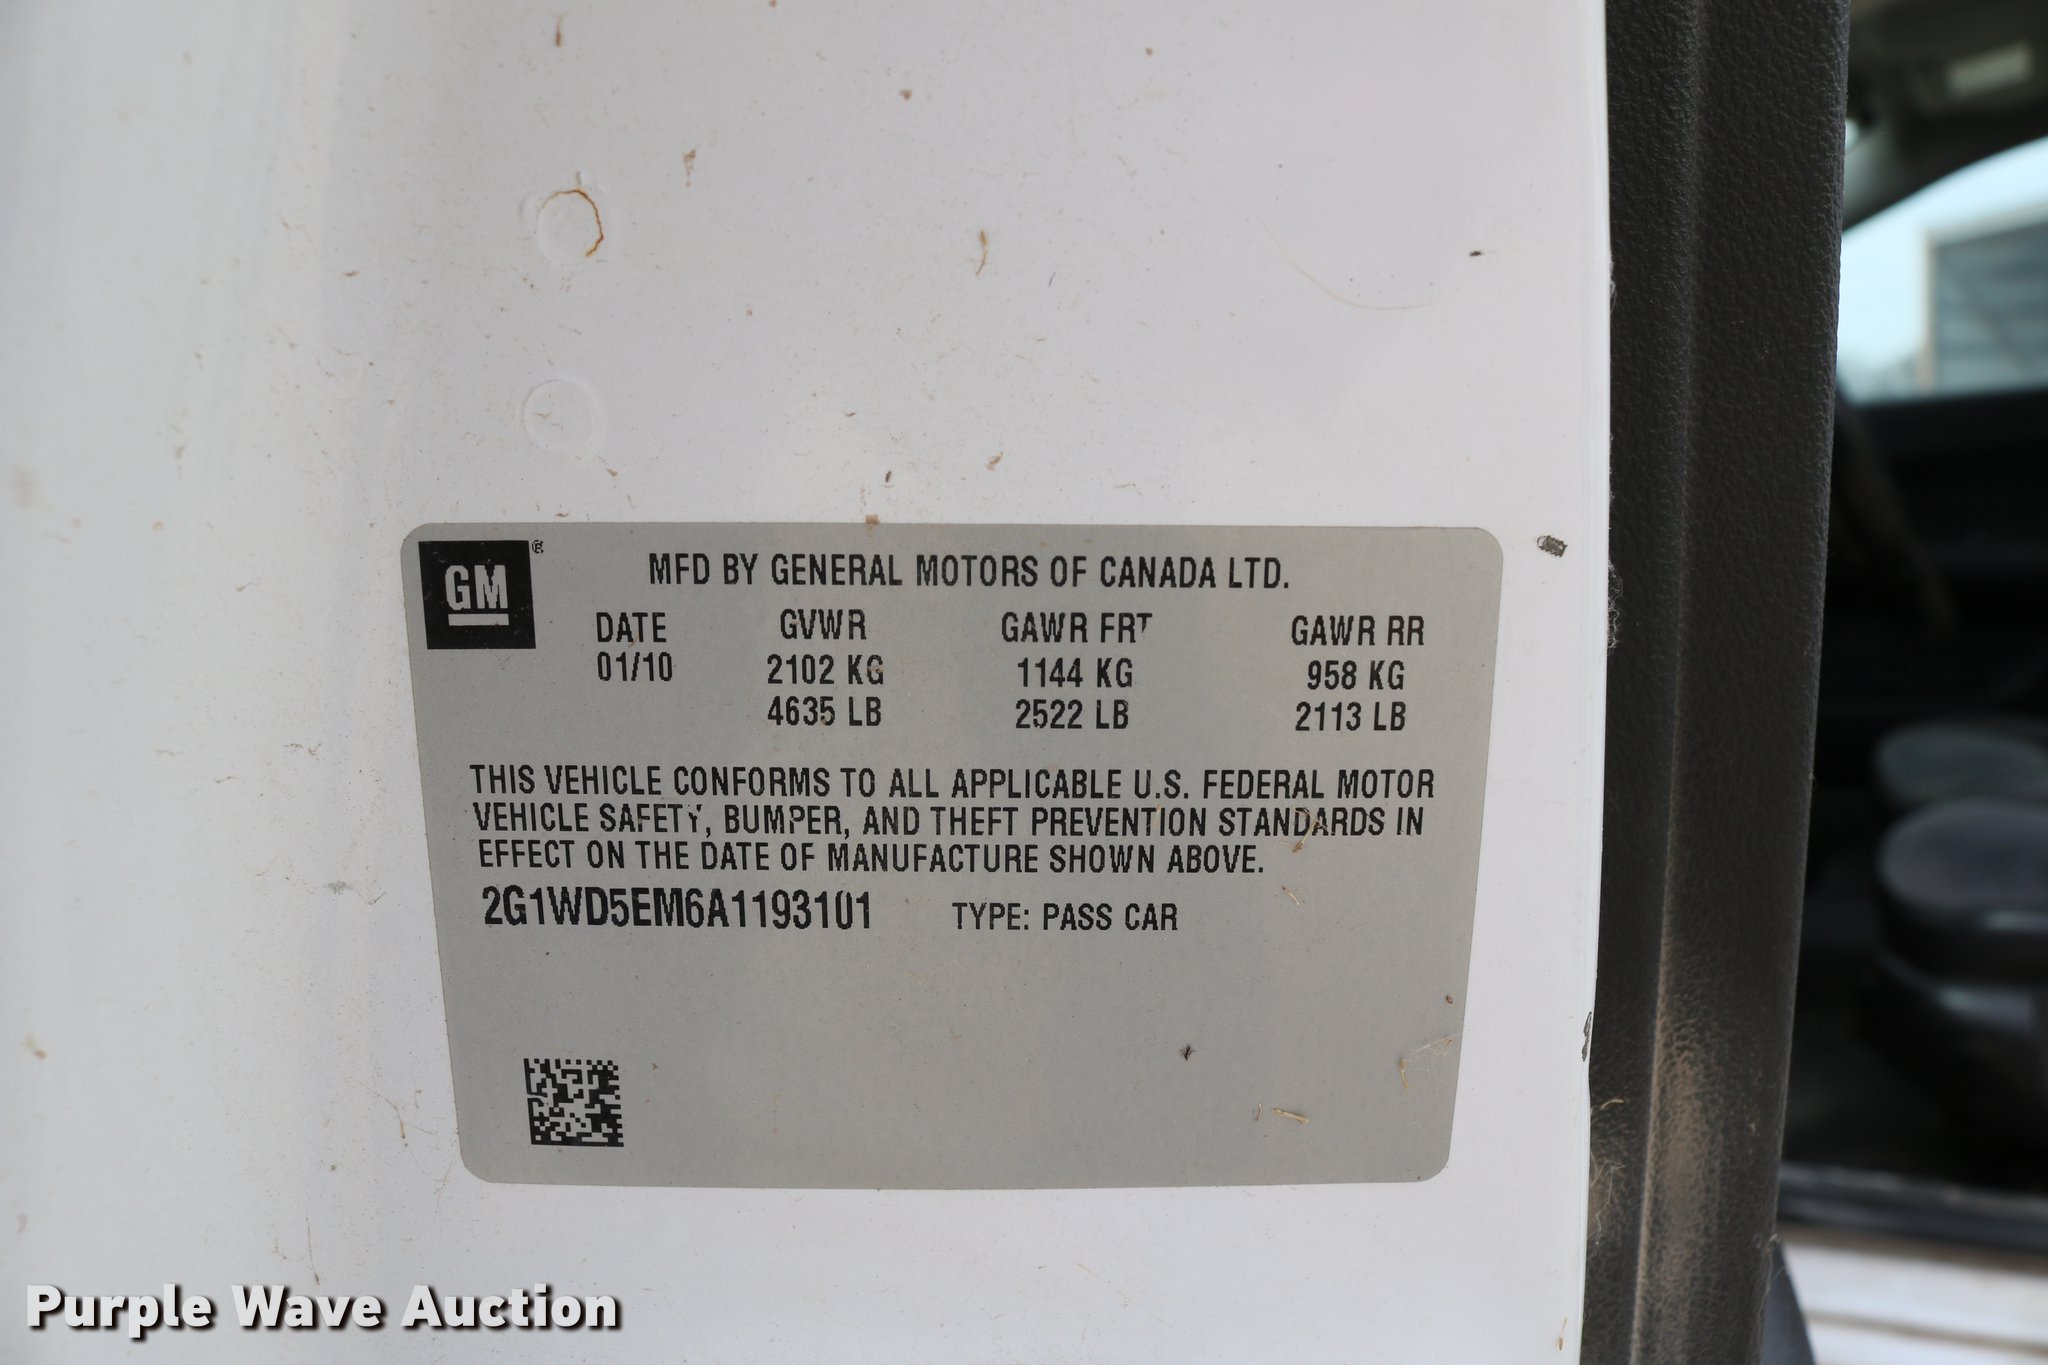 GM®
MFD BY GENERAL MOTORS OF CANADA LTD.
DATE GVWR GAWR FRT GAWR RR
01/10 2102 KG 1144 KG 958 KG
4635 LB 2522 LB 2113 LB
THIS VEHICLE CONFORMS TO ALL APPLICABLE U.S. FEDERAL MOTOR
VEHICLE SAFETY, BUMPER, AND THEFT PREVENTION STANDARDS IN
EFFECT ON THE DATE OF MANUFACTURE SHOWN ABOVE.
2G1WD5EM6A1193101 TYPE: PASS CAR
Purple Wave Auction